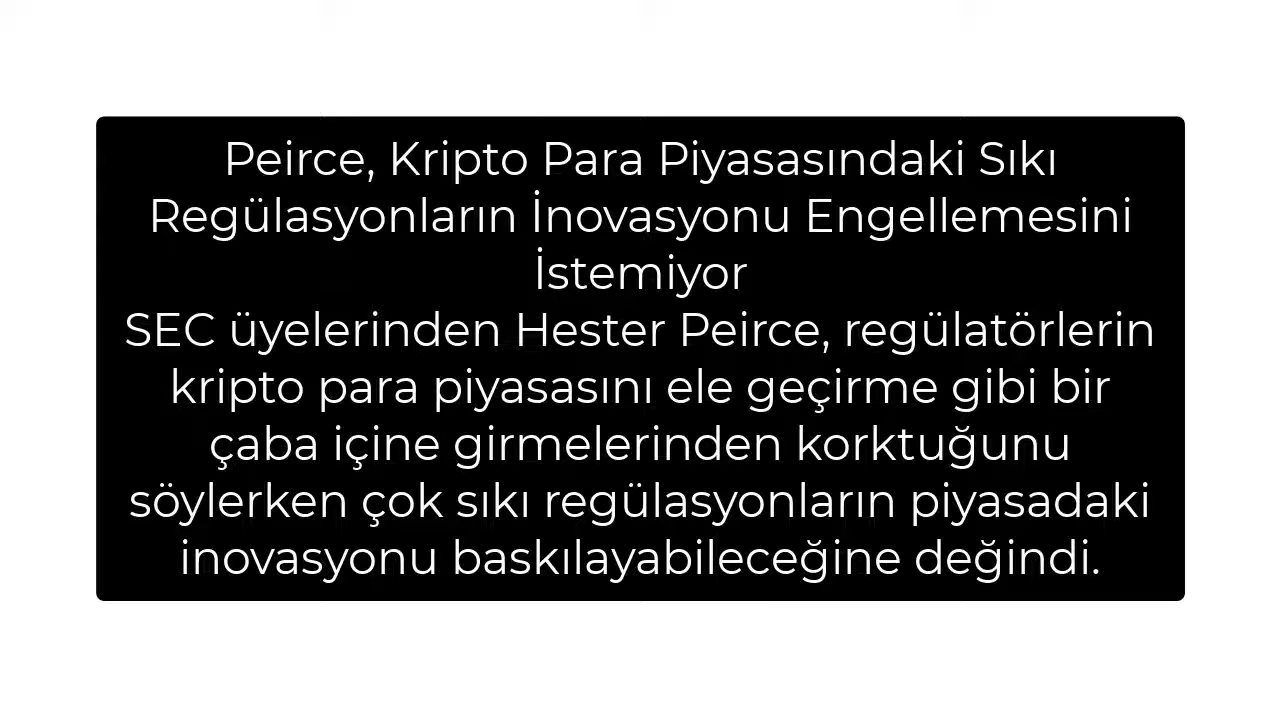 Peirce, Kripto Para Piyasasındaki Sıkı
Regülasyonların İnovasyonu Engellemesini
İstemiyor
SEC üyelerinden Hester Peirce, regülatörlerin
kripto para piyasasını ele geçirme gibi bir
çaba içine girmelerinden korktuğunu
söylerken çok sıkı regülasyonların piyasadaki
inovasyonu baskılayabileceğine değindi.